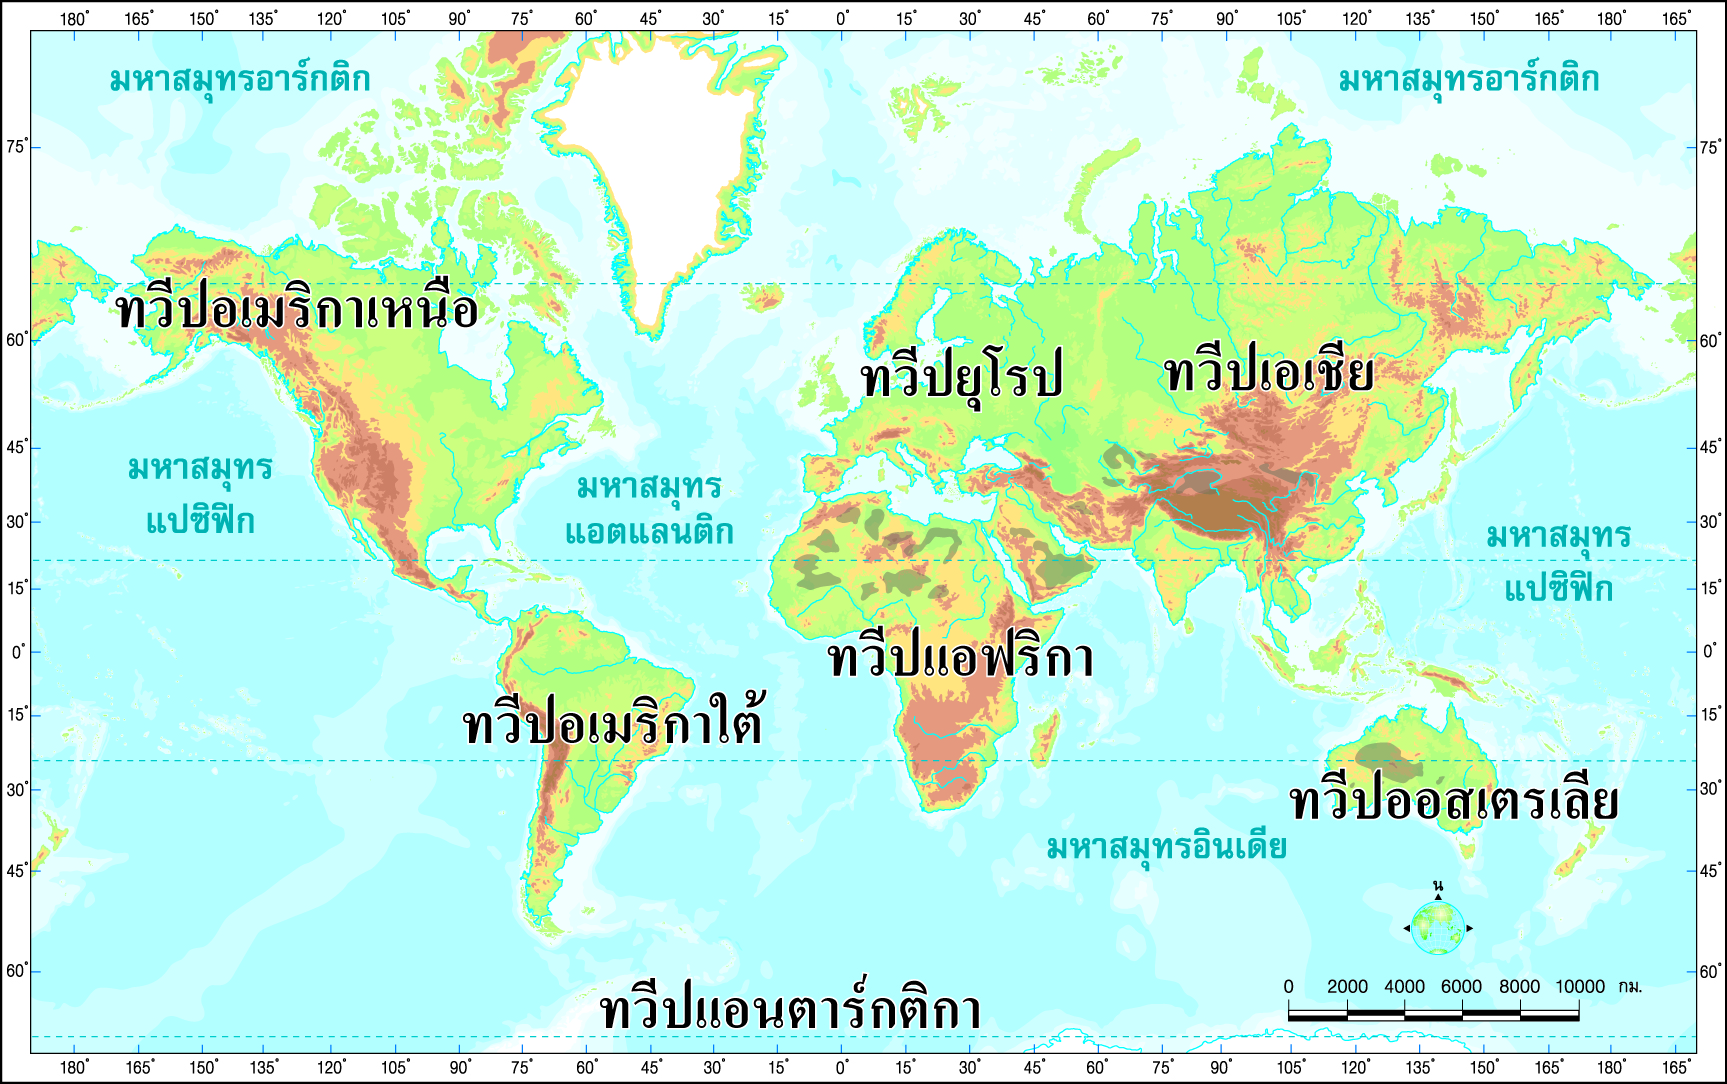 180° 165° 150° 135° 120° 105° 90° 75° 60° 45° 30° 15° 0° 15° 30° 45° 60° 75° 90° 105° 120° 135° 150° 165° 180° 165°
มหาสมุทรอาร์กติก
มหาสมุทรอาร์กติก
75° 75°
ทวีปอเมริกาเหนือ
60° 60°
ทวีปยุโรป
ทวีปเอเชีย
45° 45°
มหาสมุทร
แปซิฟิก
มหาสมุทร
แอตแลนติก
30° 30°
มหาสมุทร
แปซิฟิก
15° 15°
0° 0°
ทวีปแอฟริกา
15° 15°
ทวีปอเมริกาใต้
30° 30°
ทวีปออสเตรเลีย
มหาสมุทรอินเดีย
45° 45°
น
60° 60°
ทวีปแอนตาร์กติกา
0 2000 4000 6000 8000 10000 กม.
180° 165° 150° 135° 120° 105° 90° 75° 60° 45° 30° 15° 0° 15° 30° 45° 60° 75° 90° 105° 120° 135° 150° 165° 180° 165°